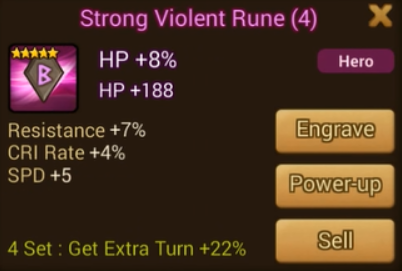 Strong Violent Rune (4)
HP +8%
Hero
HP +188
Resistance +7%
CRI Rate +4%
SPD +5
Engrave
Power-up
Sell
4 Set : Get Extra Turn +22%